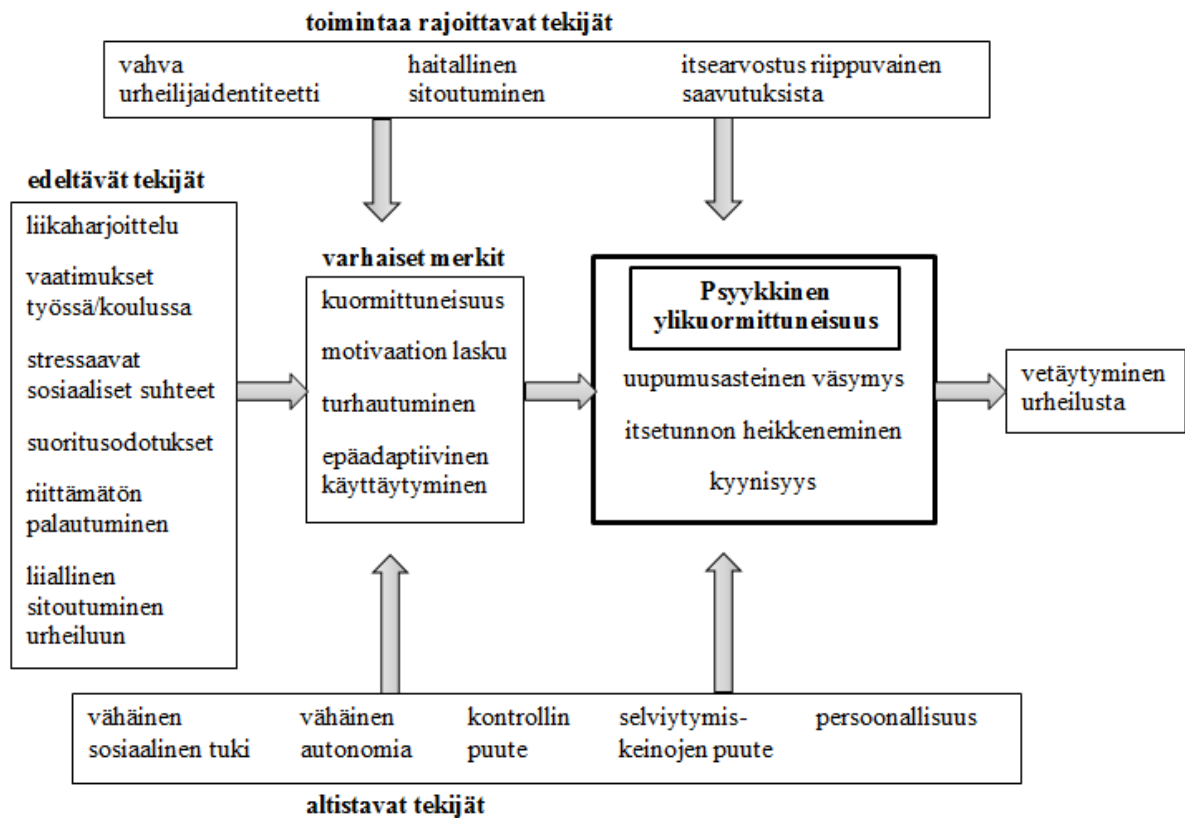 toimintaa rajoittavat tekijät
vahva
urheilijaidentiteetti
haitallinen
sitoutuminen
itsearvostus riippuvainen
saavutuksista
edeltävät tekijät
liikaharjoittelu
vaatimukset
työssä/koulussa
stressaavat
sosiaaliset suhteet
suoritusodotukset
riittämätön
palautuminen
liiallinen
sitoutuminen
urheiluun
varhaiset merkit
kuormittuneisuus
motivaation lasku
turhautuminen
epäadaptiivinen
käyttäytyminen
Psyykkinen
ylikuormittuneisuus
uupumusasteinen väsymys
itsetunnon heikkeneminen
kyynisyys
vetäytyminen
urheilusta
vähäinen
sosiaalinen tuki
vähäinen
autonomia
kontrollin
puute
selviytymis-
keinojen puute
persoonallisuus
altistavat tekijät